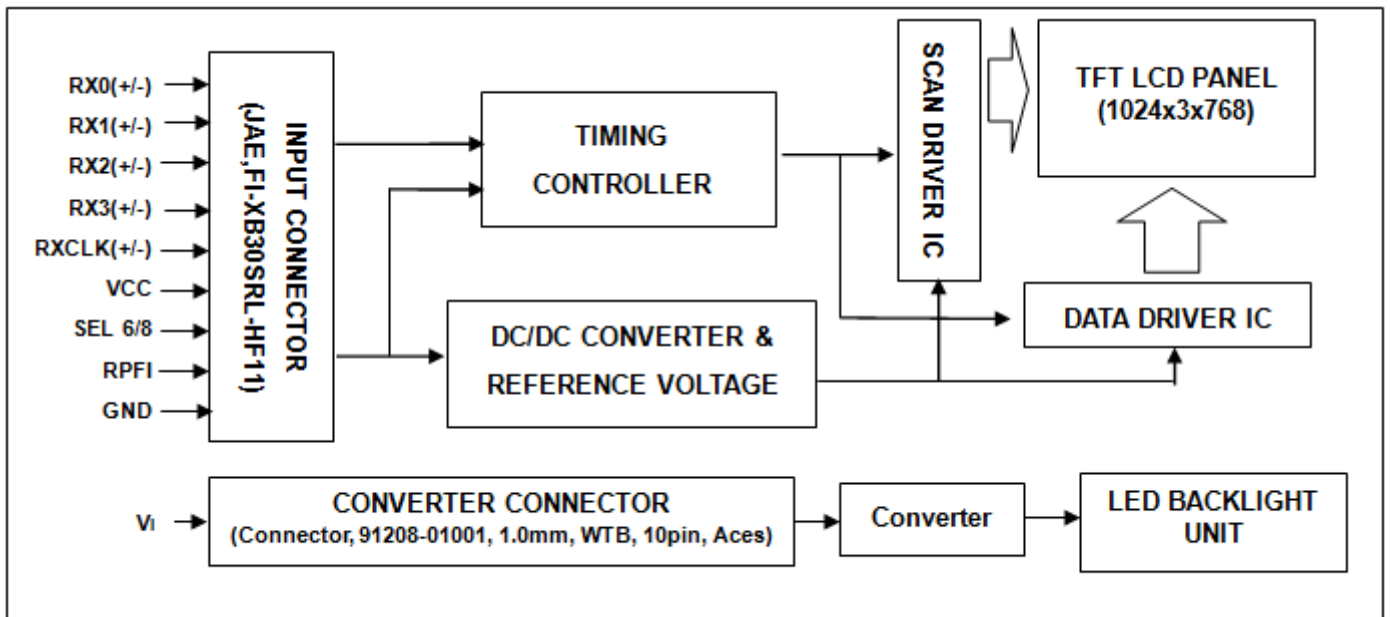 RX0(+/-)
RX1(+/-)
RX2(+/-)
RX3(+/-)
RXCLK(+/-)
VCC
SEL 6/8
RPFI
GND
INPUT CONNECTOR
(JAE,FI-XB30SRL-HF11)
TIMING
CONTROLLER
DC/DC CONVERTER &
REFERENCE VOLTAGE
SCAN DRIVER IC
TFT LCD PANEL
(1024x3x768)
DATA DRIVER IC
VI
CONVERTER CONNECTOR
(Connector, 91208-01001, 1.0mm, WTB, 10pin, Aces)
Converter
LED BACKLIGHT
UNIT